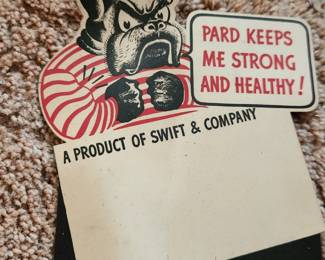 PARD KEEPS
ME STRONG
AND HEALTHY!
A PRODUCT OF SWIFT & COMPANY